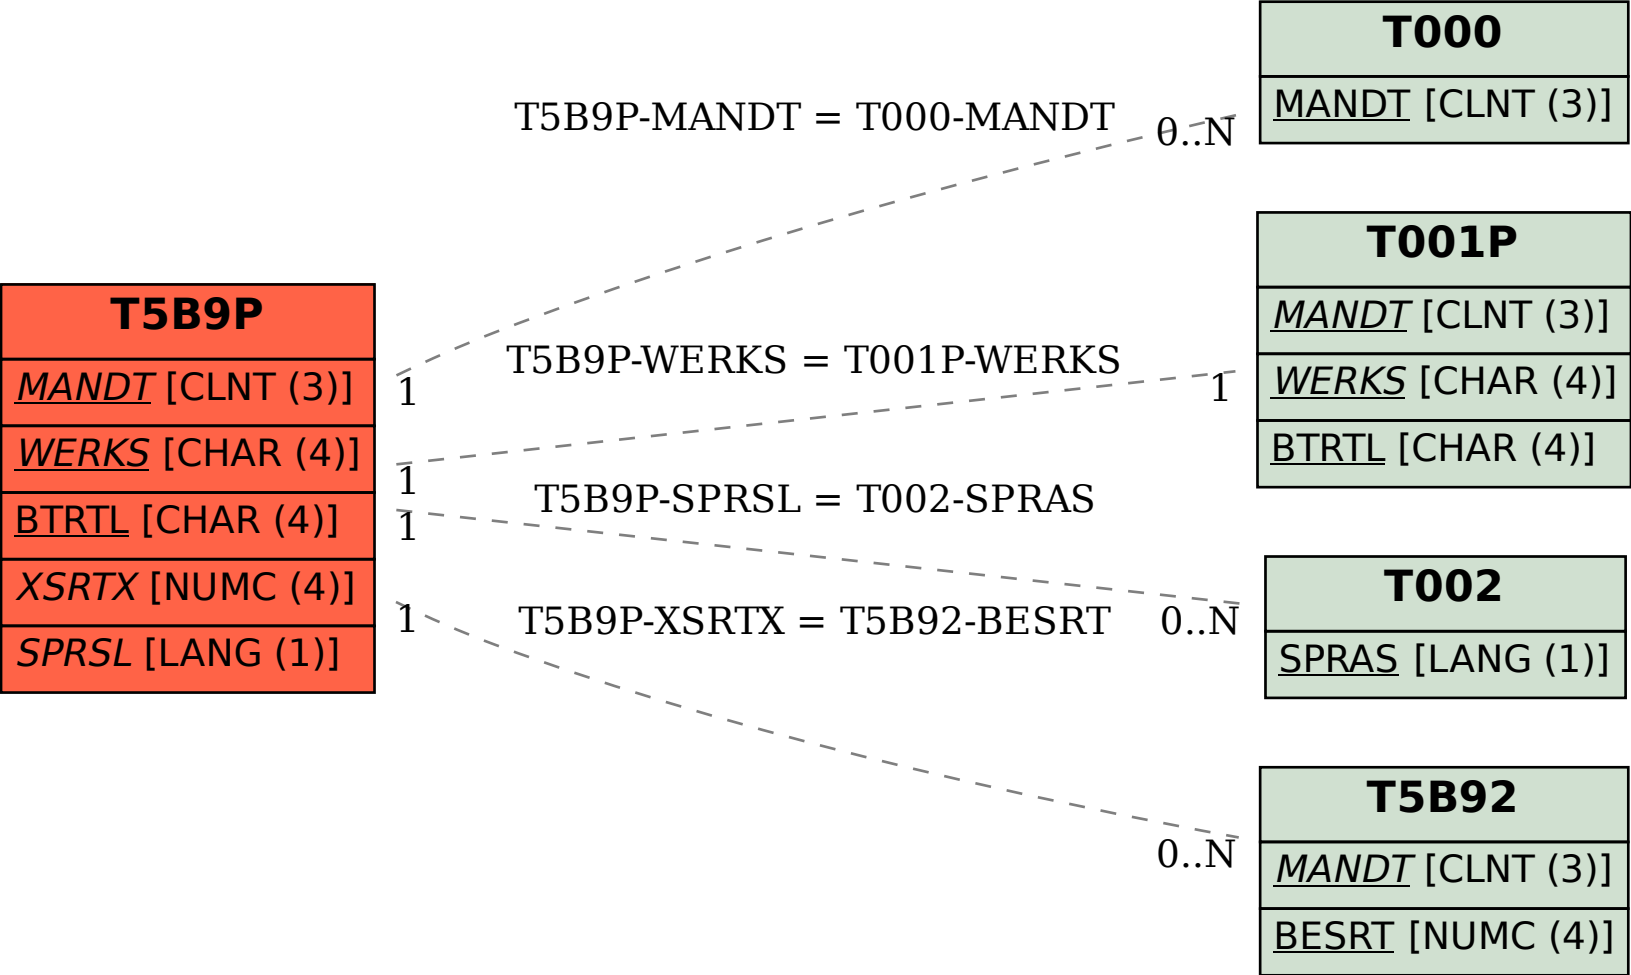 T5B9P
MANDT [CLNT (3)]
WERKS [CHAR (4)]
BTRTL [CHAR (4)]
XSRTX [NUMC (4)]
SPRSL [LANG (1)]
T5B9P-MANDT = T000-MANDT
0..N
1
T5B9P-WERKS = T001P-WERKS
1
1
T5B9P-SPRSL = T002-SPRAS
1
0..N
T5B9P-XSRTX = T5B92-BESRT
1
0..N
T000
MANDT [CLNT (3)]
T001P
MANDT [CLNT (3)]
WERKS [CHAR (4)]
BTRTL [CHAR (4)]
T002
SPRAS [LANG (1)]
T5B92
MANDT [CLNT (3)]
BESRT [NUMC (4)]